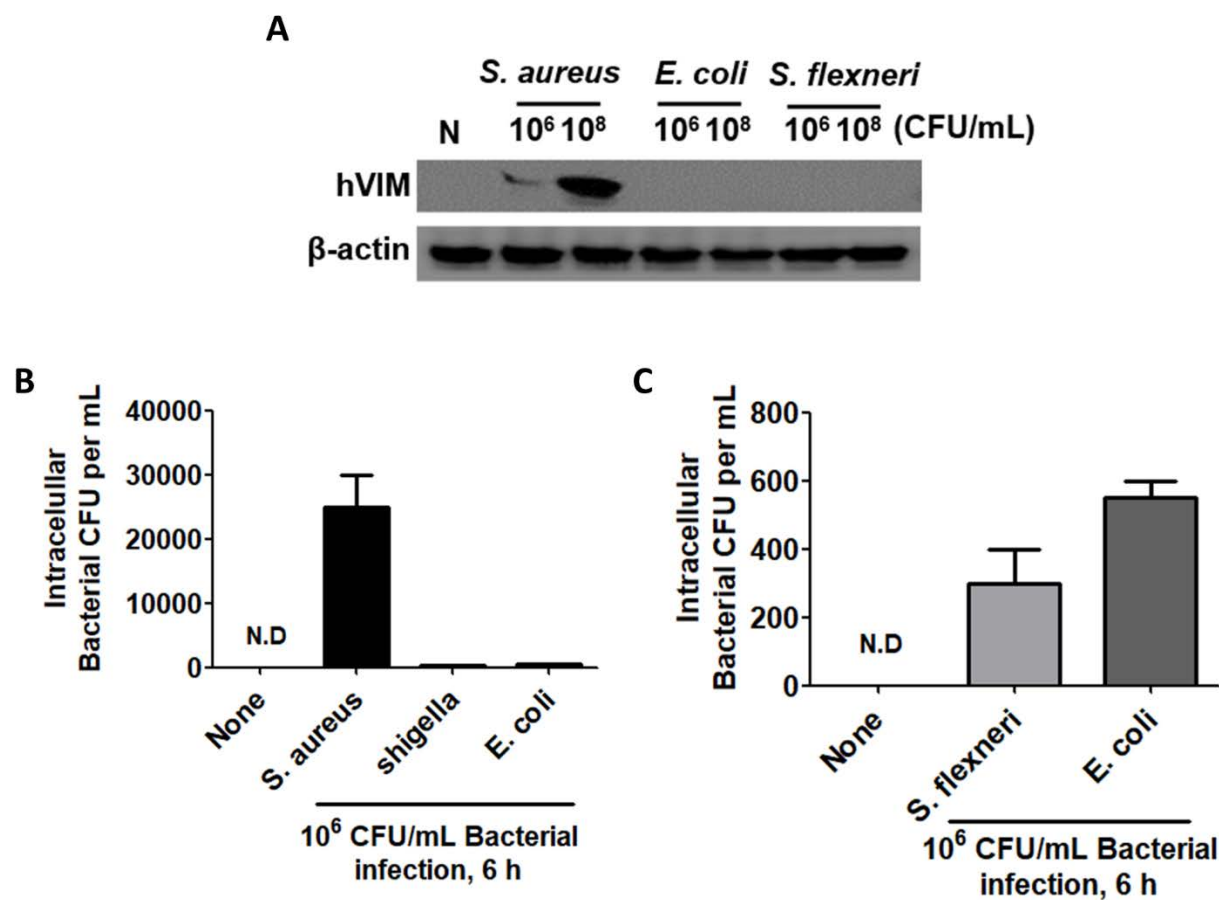 A
S. aureus E. coli S. flexneri
N 10⁶ 10⁸ 10⁶ 10⁸ 10⁶ 10⁸ (CFU/mL)
hVIM
β-actin
B
Intracelullar
Bacterial CFU per mL
40000
30000
20000
10000
0
N.D
None
S. aureus
shigella
E. coli
10⁶ CFU/mL Bacterial
infection, 6 h
C
Intracellular
Bacterial CFU per mL
800
600
400
200
0
N.D
None
S. flexneri
E. coli
10⁶ CFU/mL Bacterial
infection, 6 h